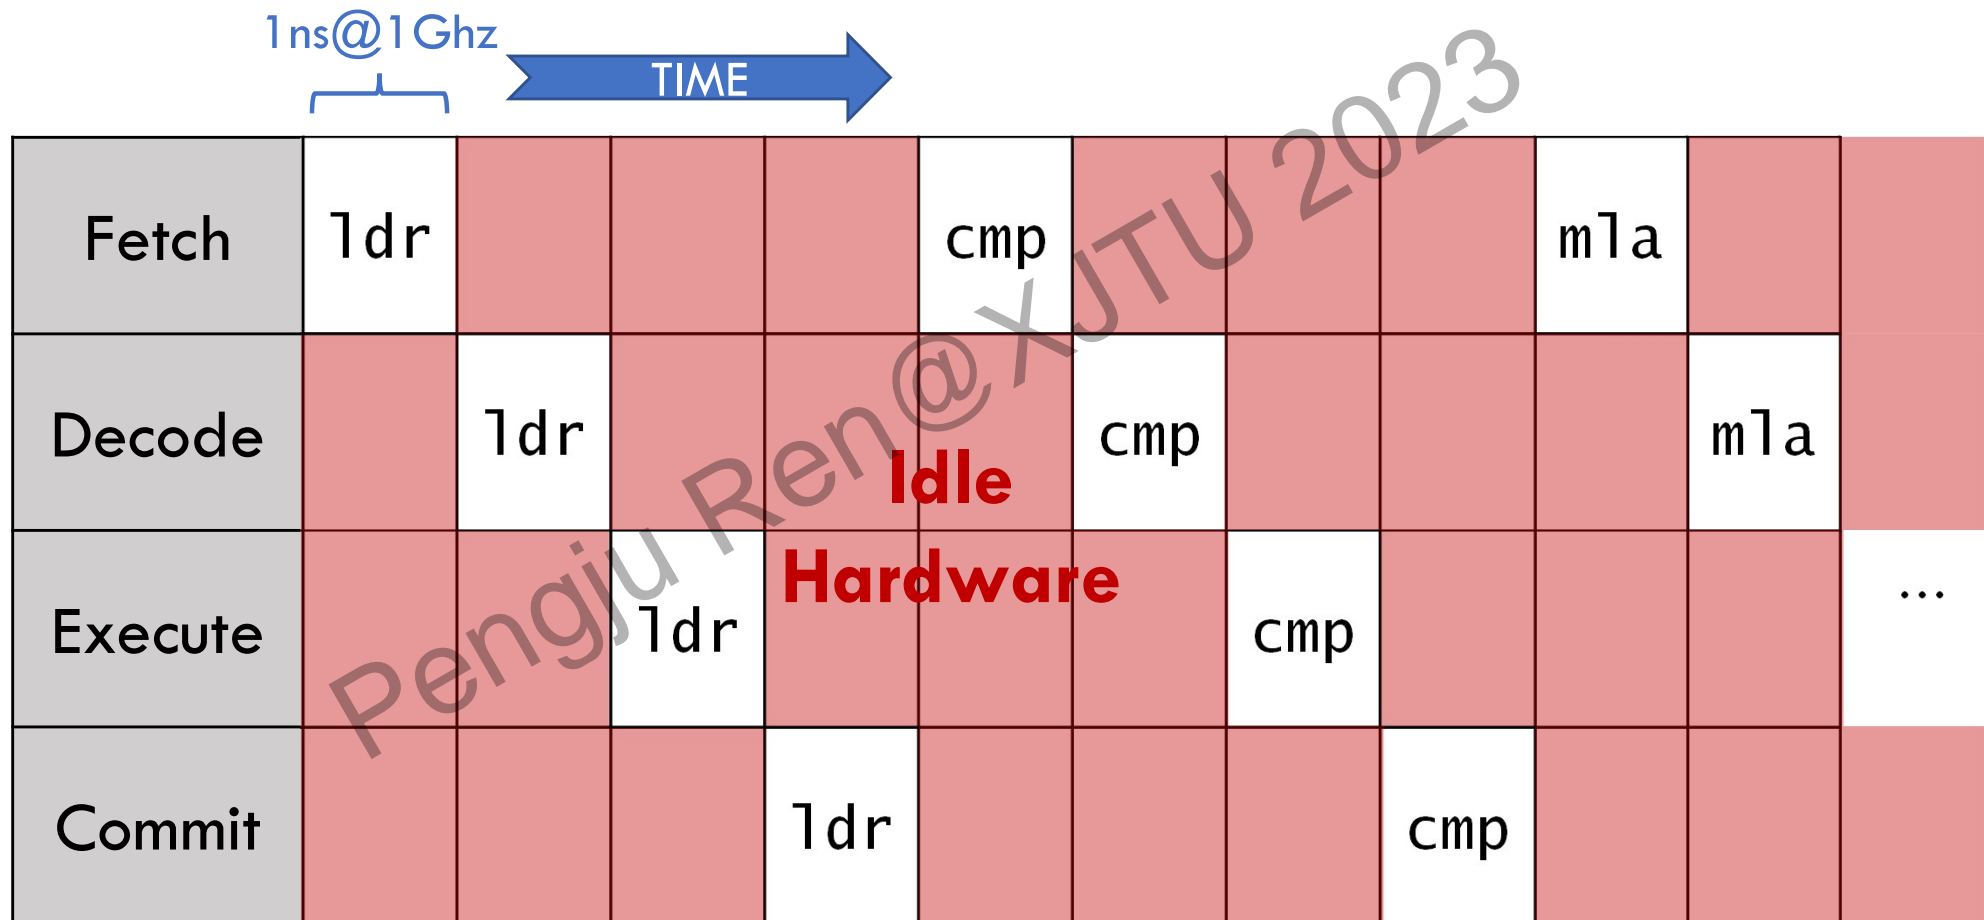 1ns@1Ghz
TIME
Fetch ldr cmp mla
Decode ldr cmp mla
Idle
Hardware
Execute ldr cmp ...
Commit ldr cmp
Pengju Ren@XJTU 2023